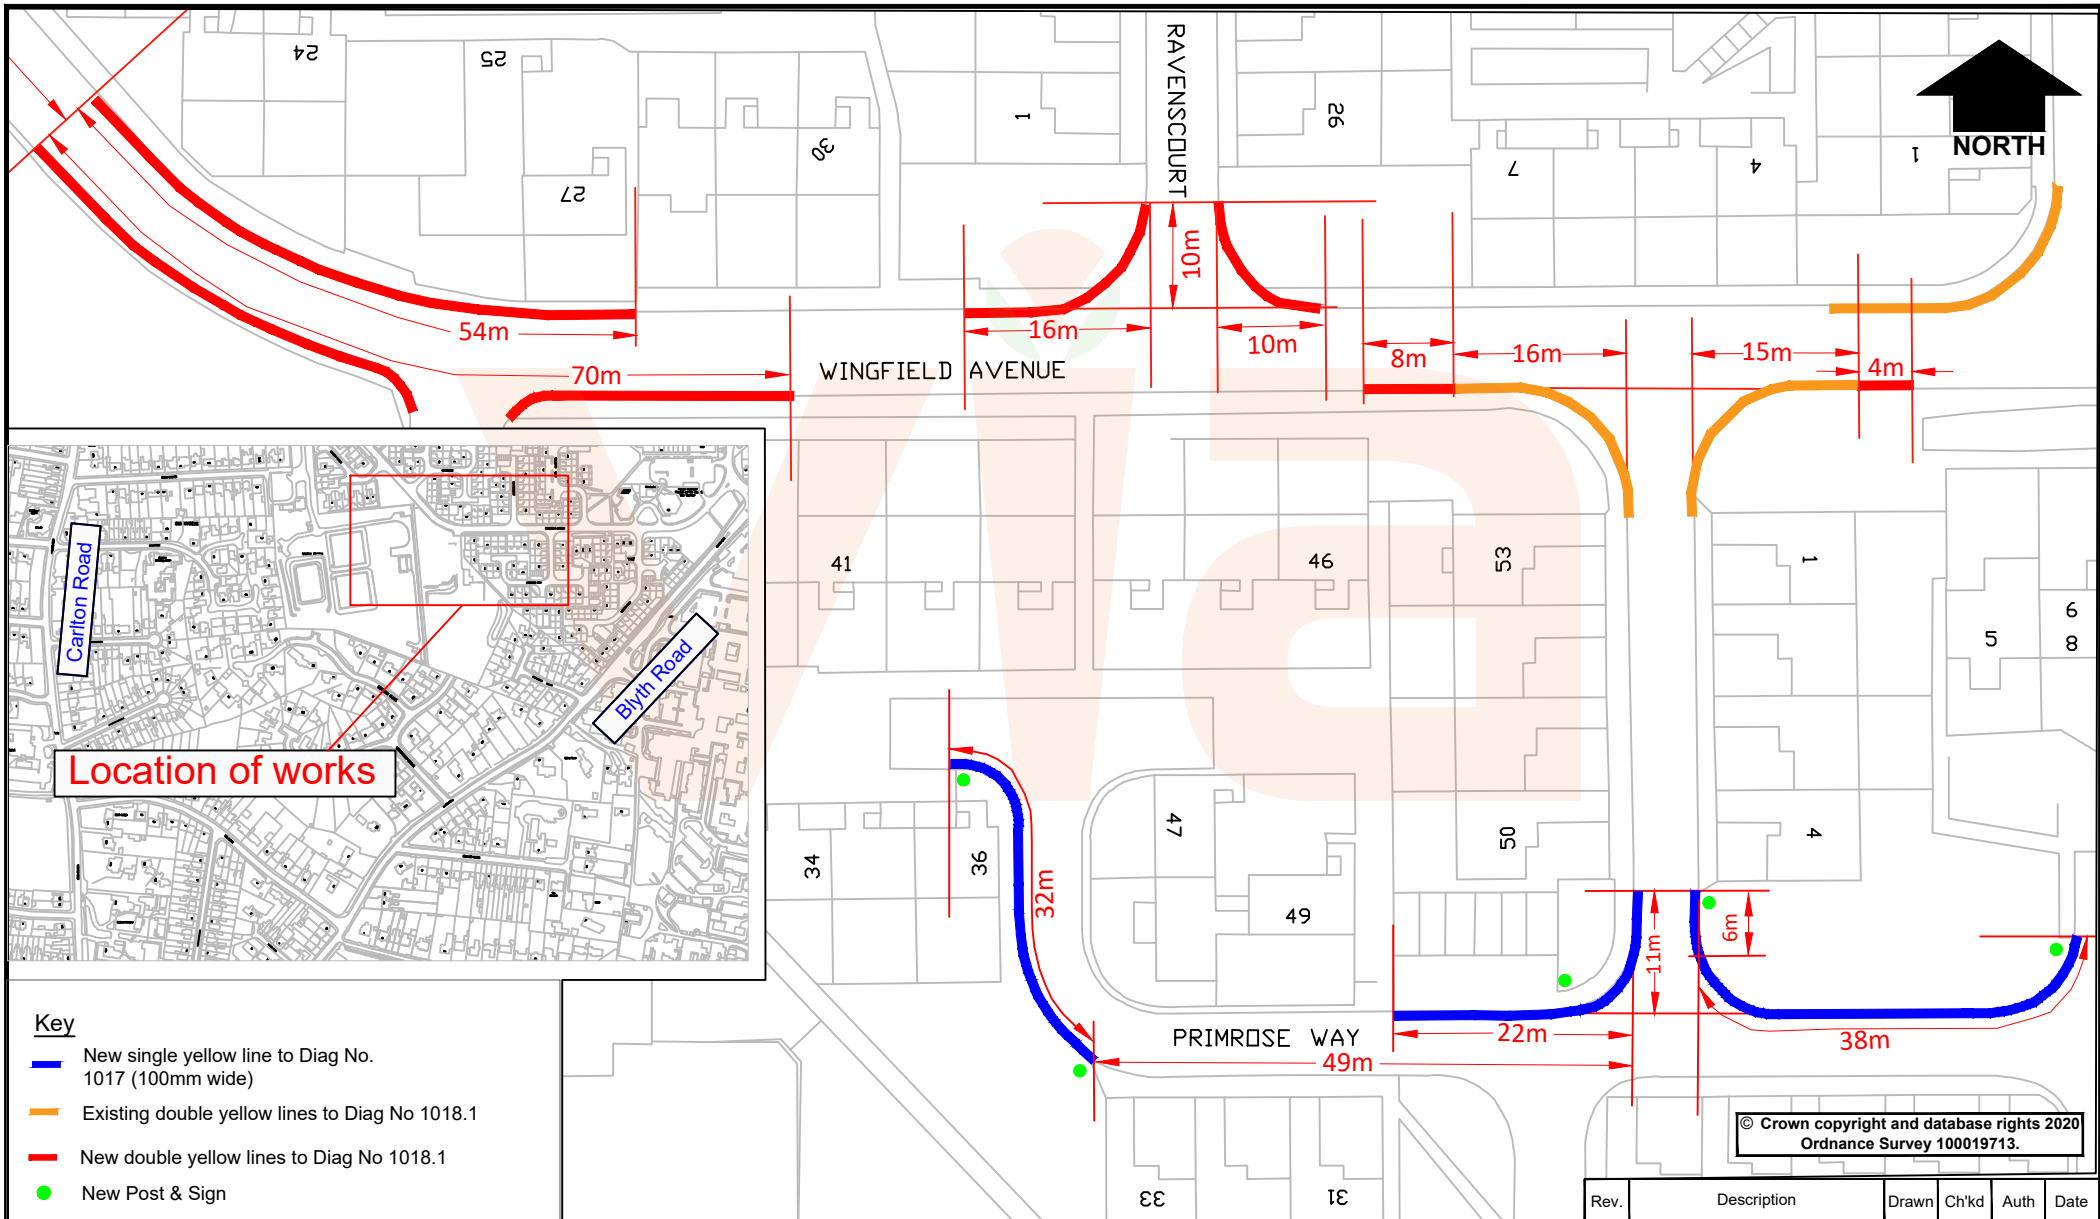 24
25
27
30
1
RAVENSCOURT
26
7
4
1
NORTH
54m
70m
16m
10m
10m
8m
16m
15m
4m
WINGFIELD AVENUE
41
46
53
1
5
6
8
Carlton Road
Blyth Road
Location of works
34
36
32m
47
49
50
4
11m
6m
PRIMROSE WAY
22m
49m
38m
33
31
Key
New single yellow line to Diag No.
1017 (100mm wide)
Existing double yellow lines to Diag No 1018.1
New double yellow lines to Diag No 1018.1
New Post & Sign
© Crown copyright and database rights 2020
Ordnance Survey 100019713.
Rev. Description Drawn Ch'kd Auth Date
via